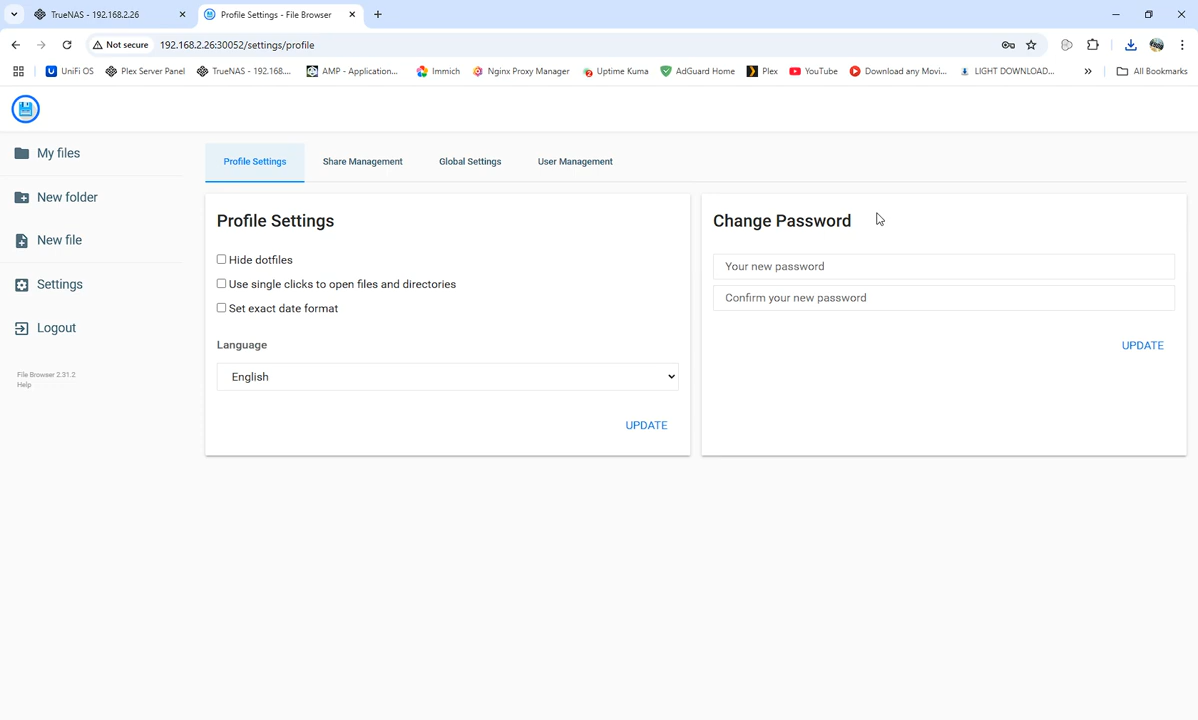 TrueNAS - 192.168.2.26
Profile Settings - File Browser
Not secure
192.168.2.26:30052/settings/profile
UniFi OS
Plex Server Panel
TrueNAS - 192.168....
AMP - Application...
Immich
Nginx Proxy Manager
Uptime Kuma
AdGuard Home
Plex
YouTube
Download any Movi...
LIGHT DOWNLOAD...
All Bookmarks
My files
New folder
New file
Settings
Logout
File Browser 2.31.2
Help
Profile Settings
Share Management
Global Settings
User Management
Profile Settings
Hide dotfiles
Use single clicks to open files and directories
Set exact date format
Language
English
UPDATE
Change Password
Your new password
Confirm your new password
UPDATE